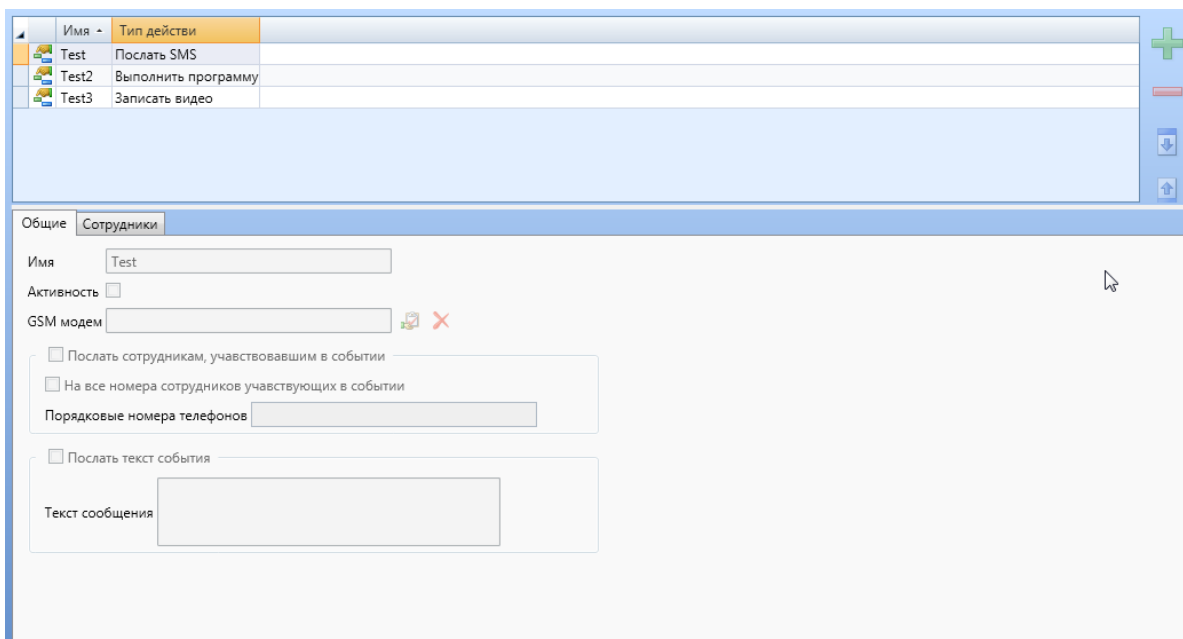 Имя Тип действи
Test Послать SMS
Test2 Выполнить программу
Test3 Записать видео
Общие Сотрудники
Имя Test
Активность
GSM модем
Послать сотрудникам, учавствовавшим в событии
На все номера сотрудников учавствующих в событии
Порядковые номера телефонов
Послать текст события
Текст сообщения